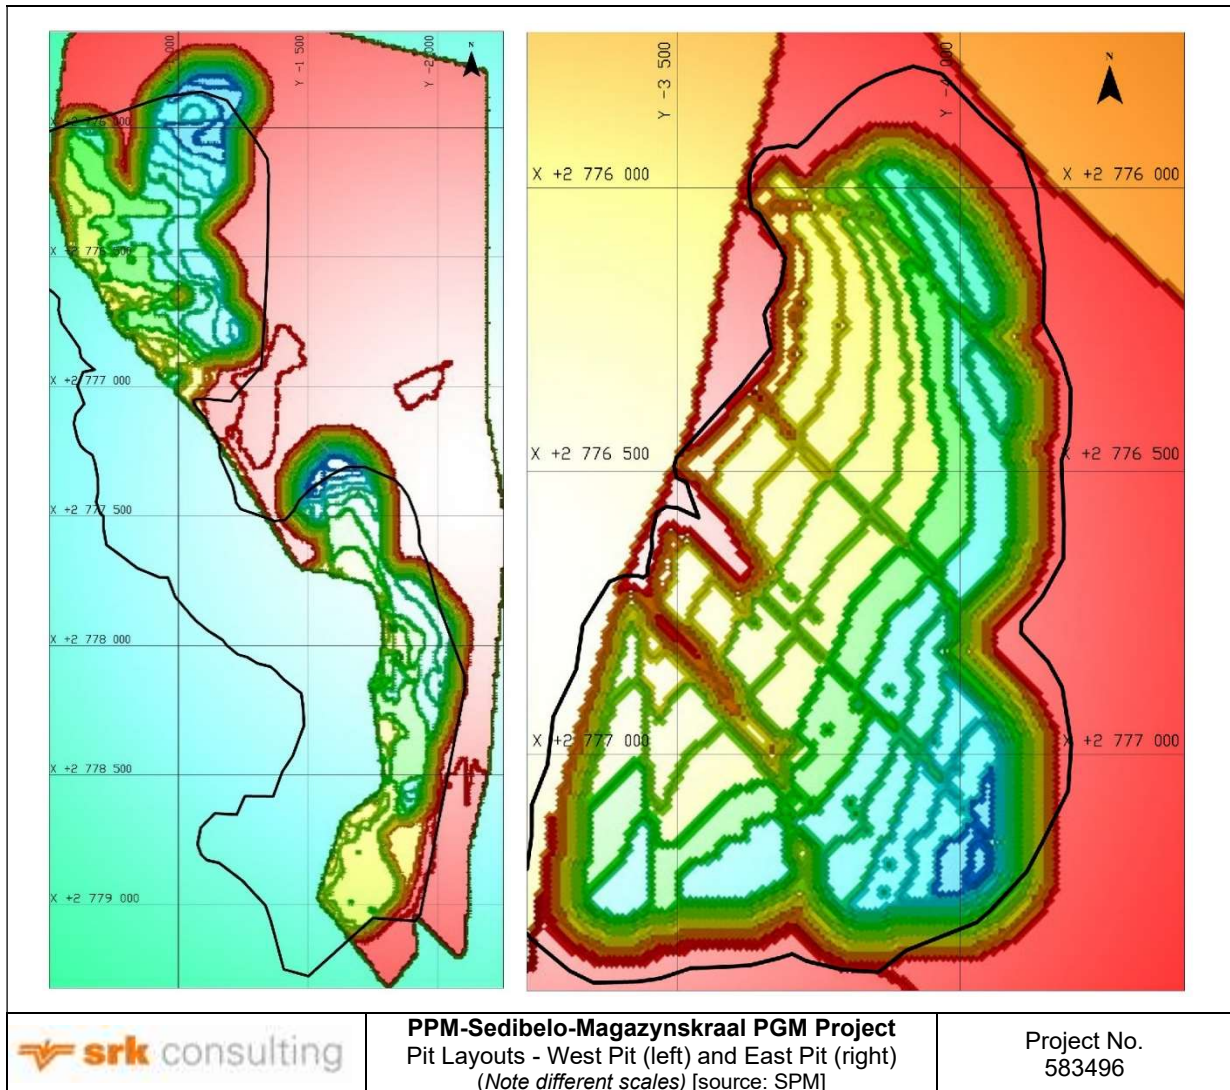 Y -1 500
N
X +2 776 000
X +2 777 000
X +2 777 500
X +2 778 000
X +2 778 500
X +2 779 000
Y -3 500
N
X +2 776 000
X +2 776 000
X +2 776 500
X +2 776 500
X +2 777 000
X +2 777 000
srk consulting
PPM-Sedibelo-Magazynskraal PGM Project
Pit Layouts - West Pit (left) and East Pit (right)
(Note different scales) [source: SPM]
Project No.
583496